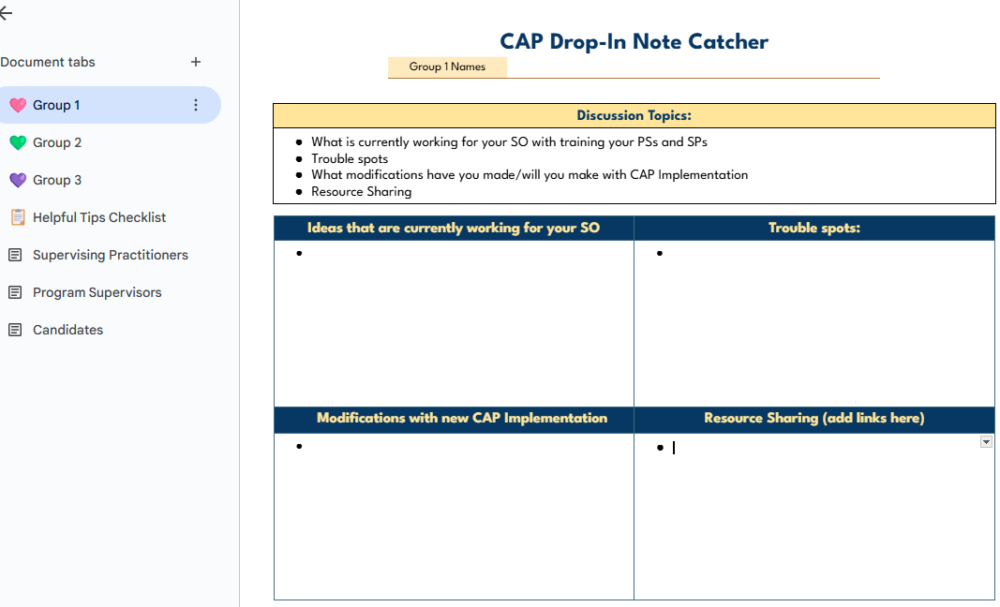 Document tabs
Group 1
Group 2
Group 3
Helpful Tips Checklist
Supervising Practitioners
Program Supervisors
Candidates
CAP Drop-In Note Catcher
Group 1 Names
Discussion Topics:
What is currently working for your SO with training your PSs and SPs
Trouble spots
What modifications have you made/will you make with CAP Implementation
Resource Sharing
Ideas that are currently working for your SO
Trouble spots:
Modifications with new CAP Implementation
Resource Sharing (add links here)